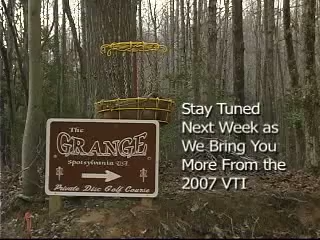 The
GRANGE
Spotsylvania VA
Private Disc Golf Course
Stay Tuned
Next Week as
We Bring You
More From the
2007 VTI